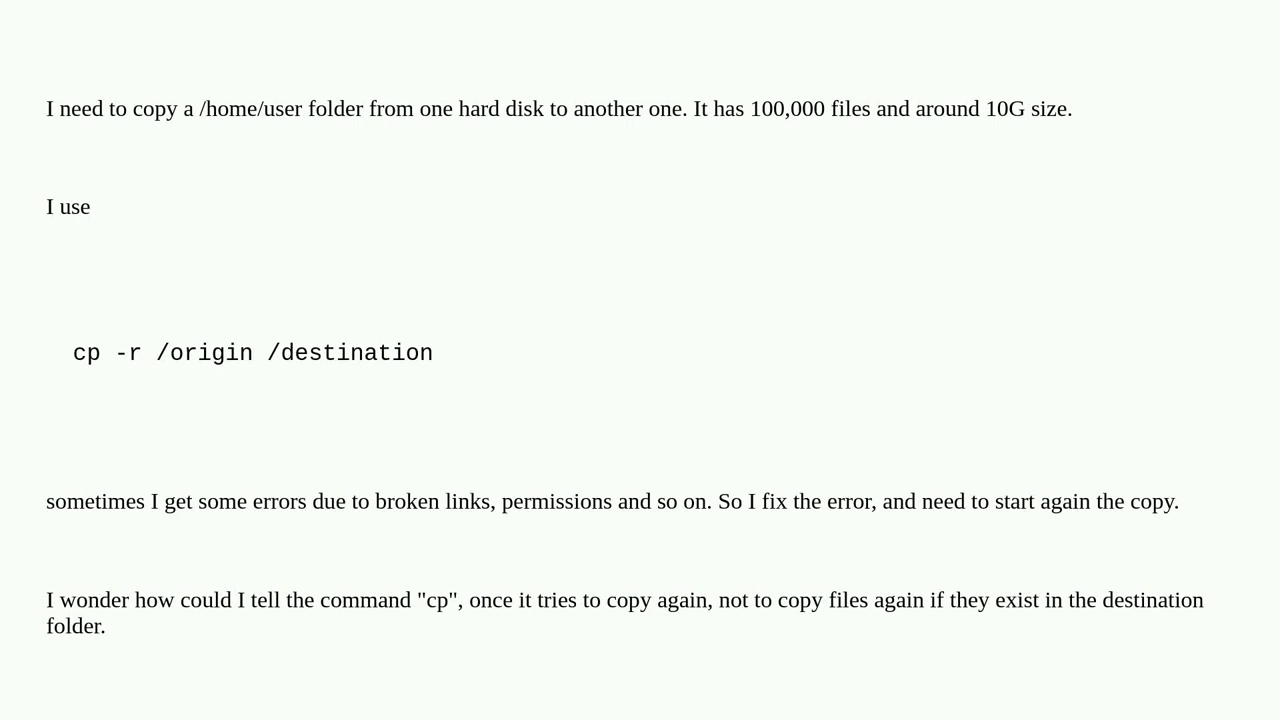 I need to copy a /home/user folder from one hard disk to another one. It has 100,000 files and around 10G size.
I use
cp -r /origin /destination
sometimes I get some errors due to broken links, permissions and so on. So I fix the error, and need to start again the copy.
I wonder how could I tell the command "cp", once it tries to copy again, not to copy files again if they exist in the destination
folder.